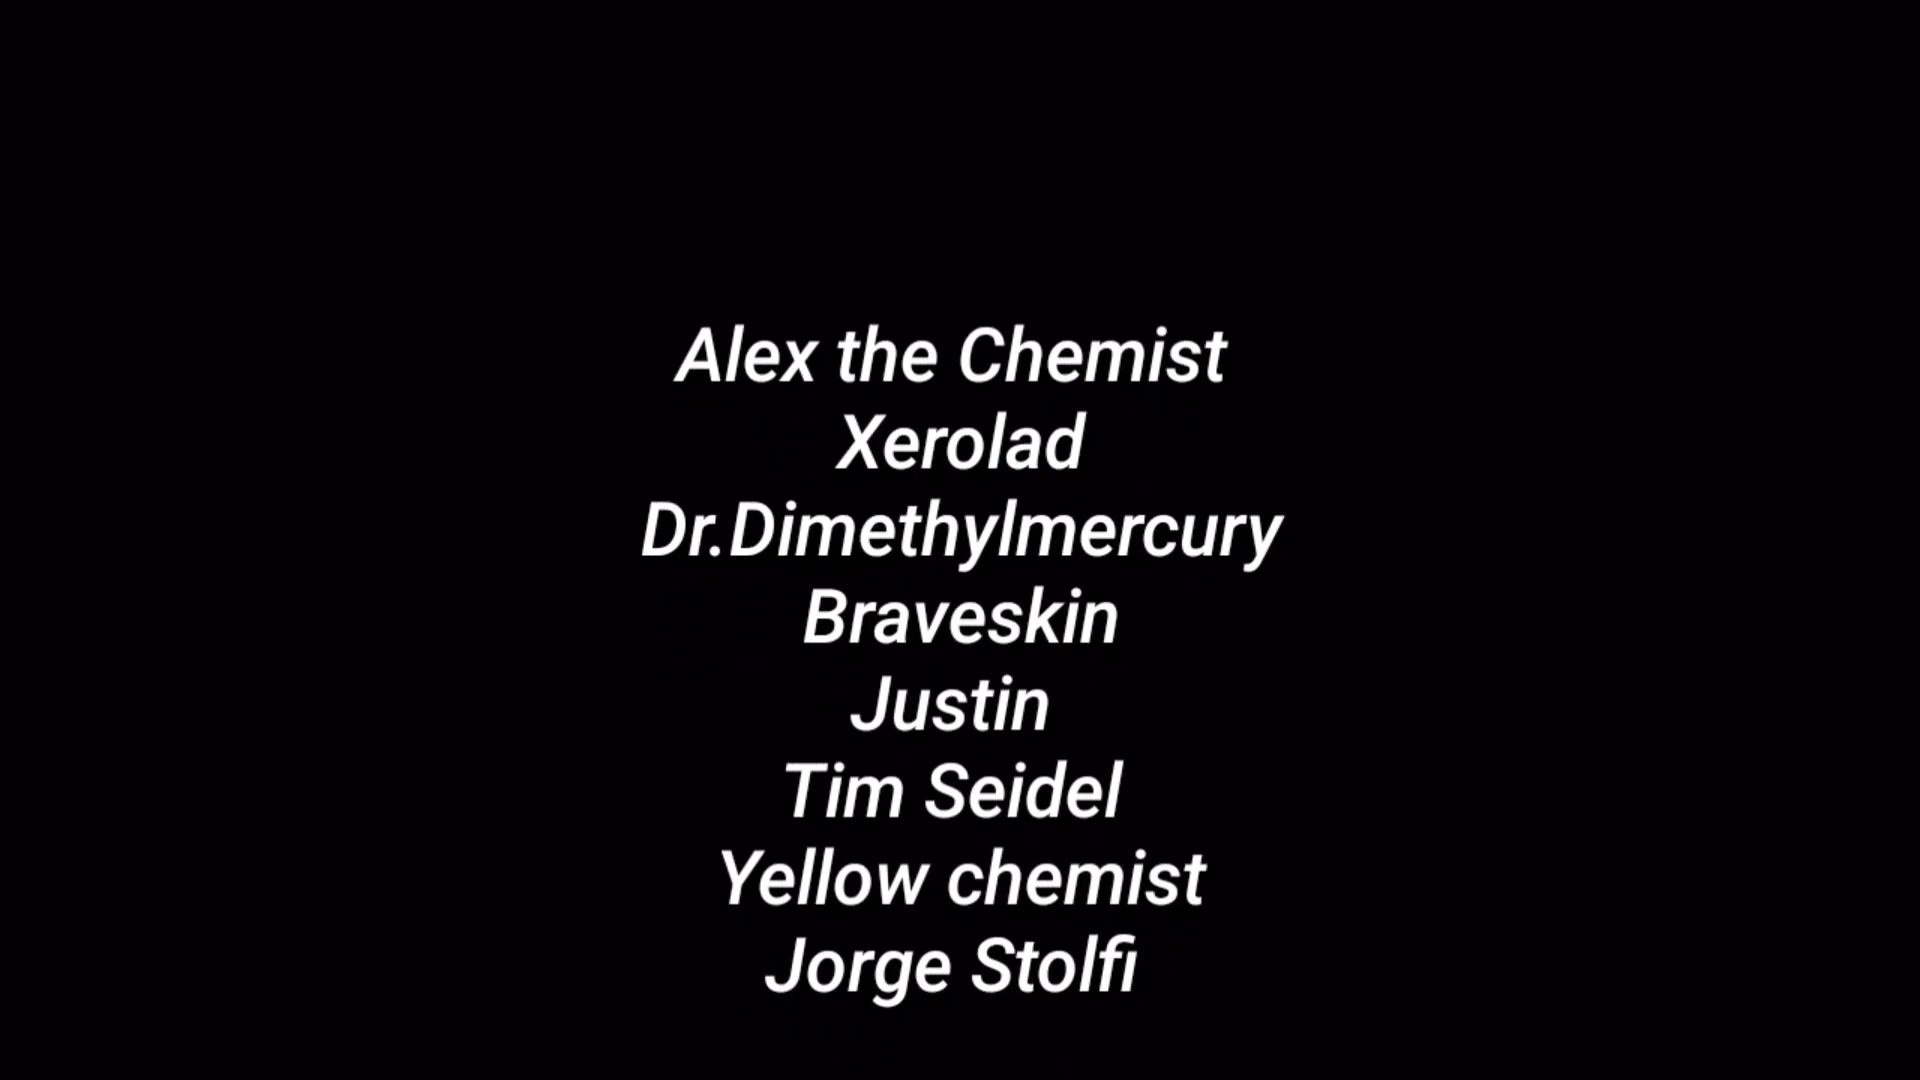 Alex the Chemist
Xerolad
Dr.Dimethylmercury
Braveskin
Justin
Tim Seidel
Yellow chemist
Jorge Stolfi